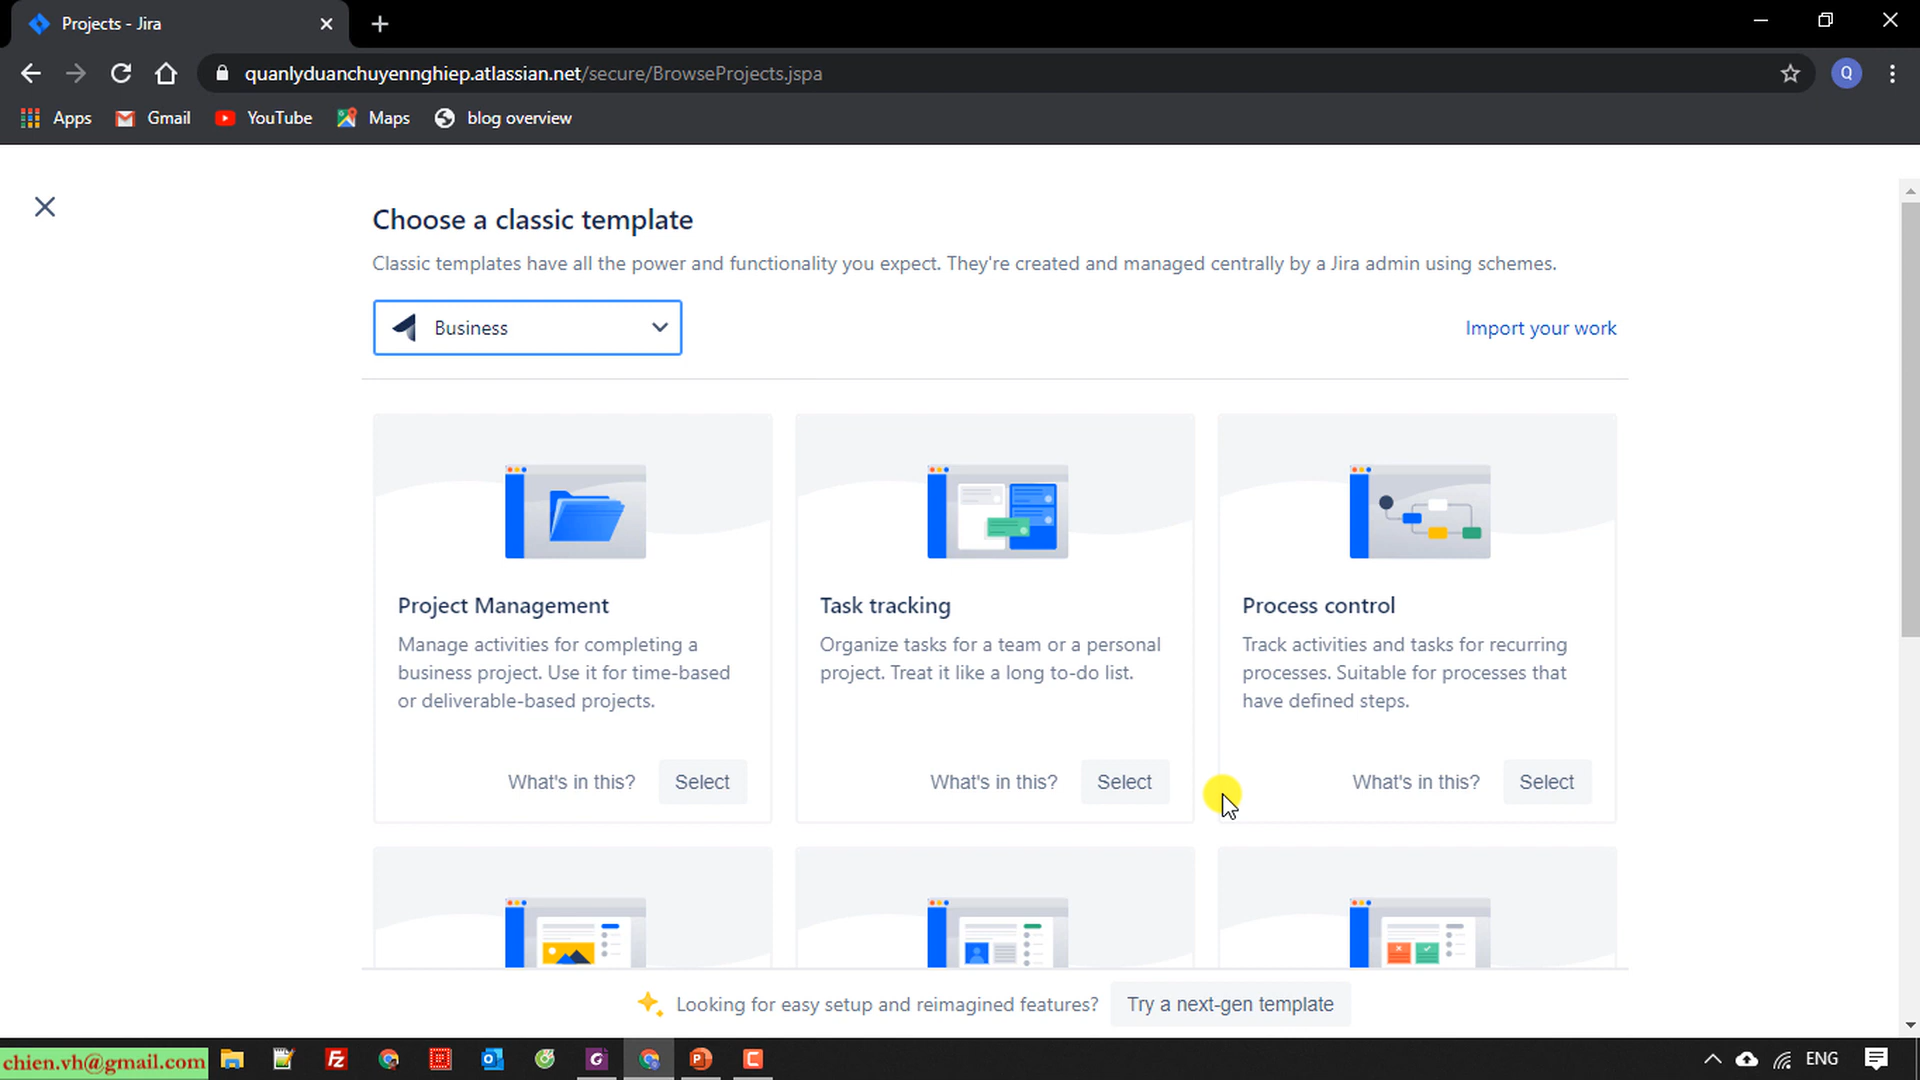 Projects - Jira
quanlyduanchuyennghiep.atlassian.net/secure/BrowseProjects.jspa
Q
Apps
Gmail
YouTube
Maps
blog overview
Choose a classic template
Classic templates have all the power and functionality you expect. They're created and managed centrally by a Jira admin using schemes.
Business
Import your work
Project Management
Manage activities for completing a
business project. Use it for time-based
or deliverable-based projects.
What's in this?
Select
Task tracking
Organize tasks for a team or a personal
project. Treat it like a long to-do list.
What's in this?
Select
Process control
Track activities and tasks for recurring
processes. Suitable for processes that
have defined steps.
What's in this?
Select
Looking for easy setup and reimagined features?
Try a next-gen template
chien.vh@gmail.com
ENG